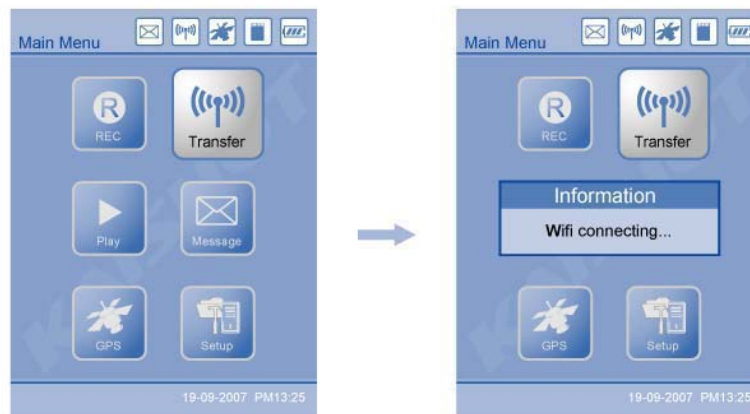 Main Menu
REC
Transfer
Play
Message
GPS
Setup
19-09-2007 PM13:25
Main Menu
REC
Transfer
Information
Wifi connecting...
GPS
Setup
19-09-2007 PM13:25